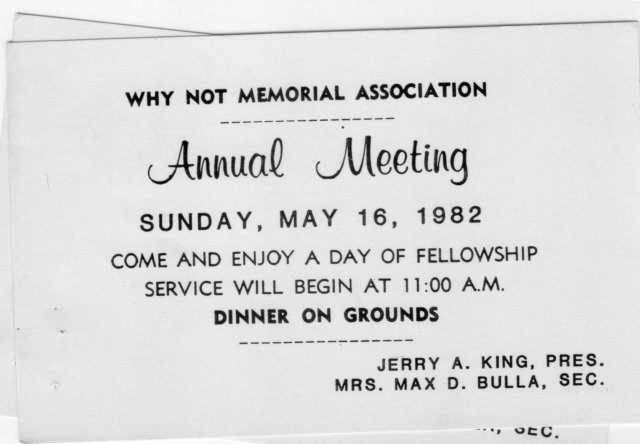 WHY NOT MEMORIAL ASSOCIATION
Annual Meeting
SUNDAY, MAY 16, 1982
COME AND ENJOY A DAY OF FELLOWSHIP
SERVICE WILL BEGIN AT 11:00 A.M.
DINNER ON GROUNDS
JERRY A. KING, PRES.
MRS. MAX D. BULLA, SEC.
SEC.